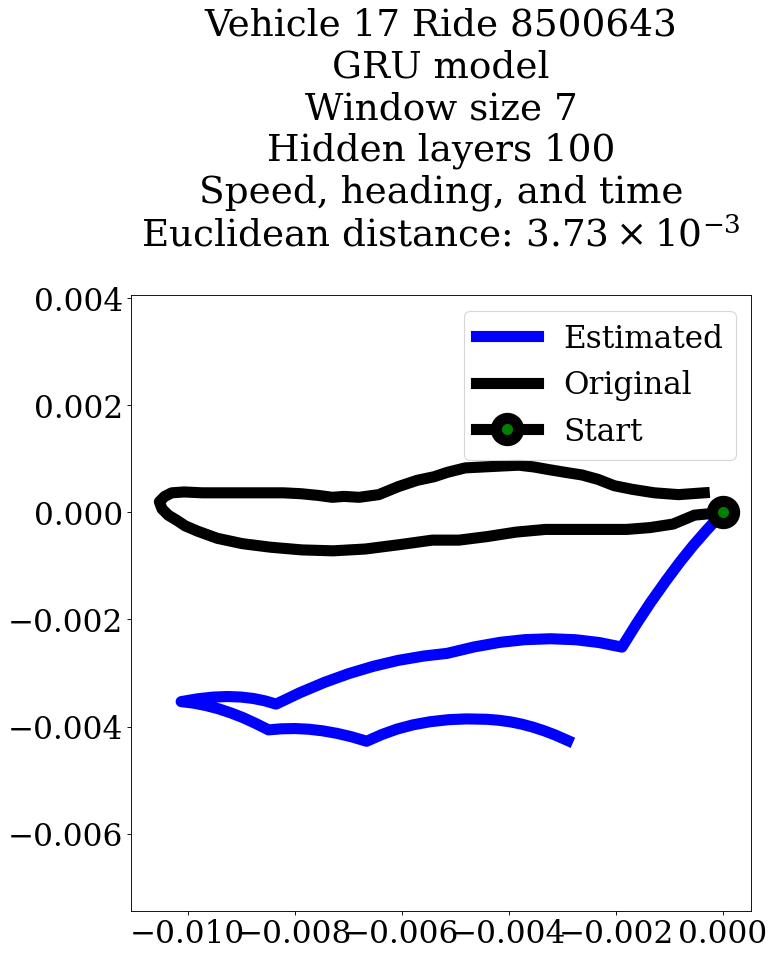 Vehicle 17 Ride 8500643
GRU model
Window size 7
Hidden layers 100
Speed, heading, and time
Euclidean distance: 3.73 × 10⁻³
Estimated
Original
Start
0.004
0.002
0.000
−0.002
−0.004
−0.006
−0.010 −0.008 −0.006 −0.004 −0.002 0.000